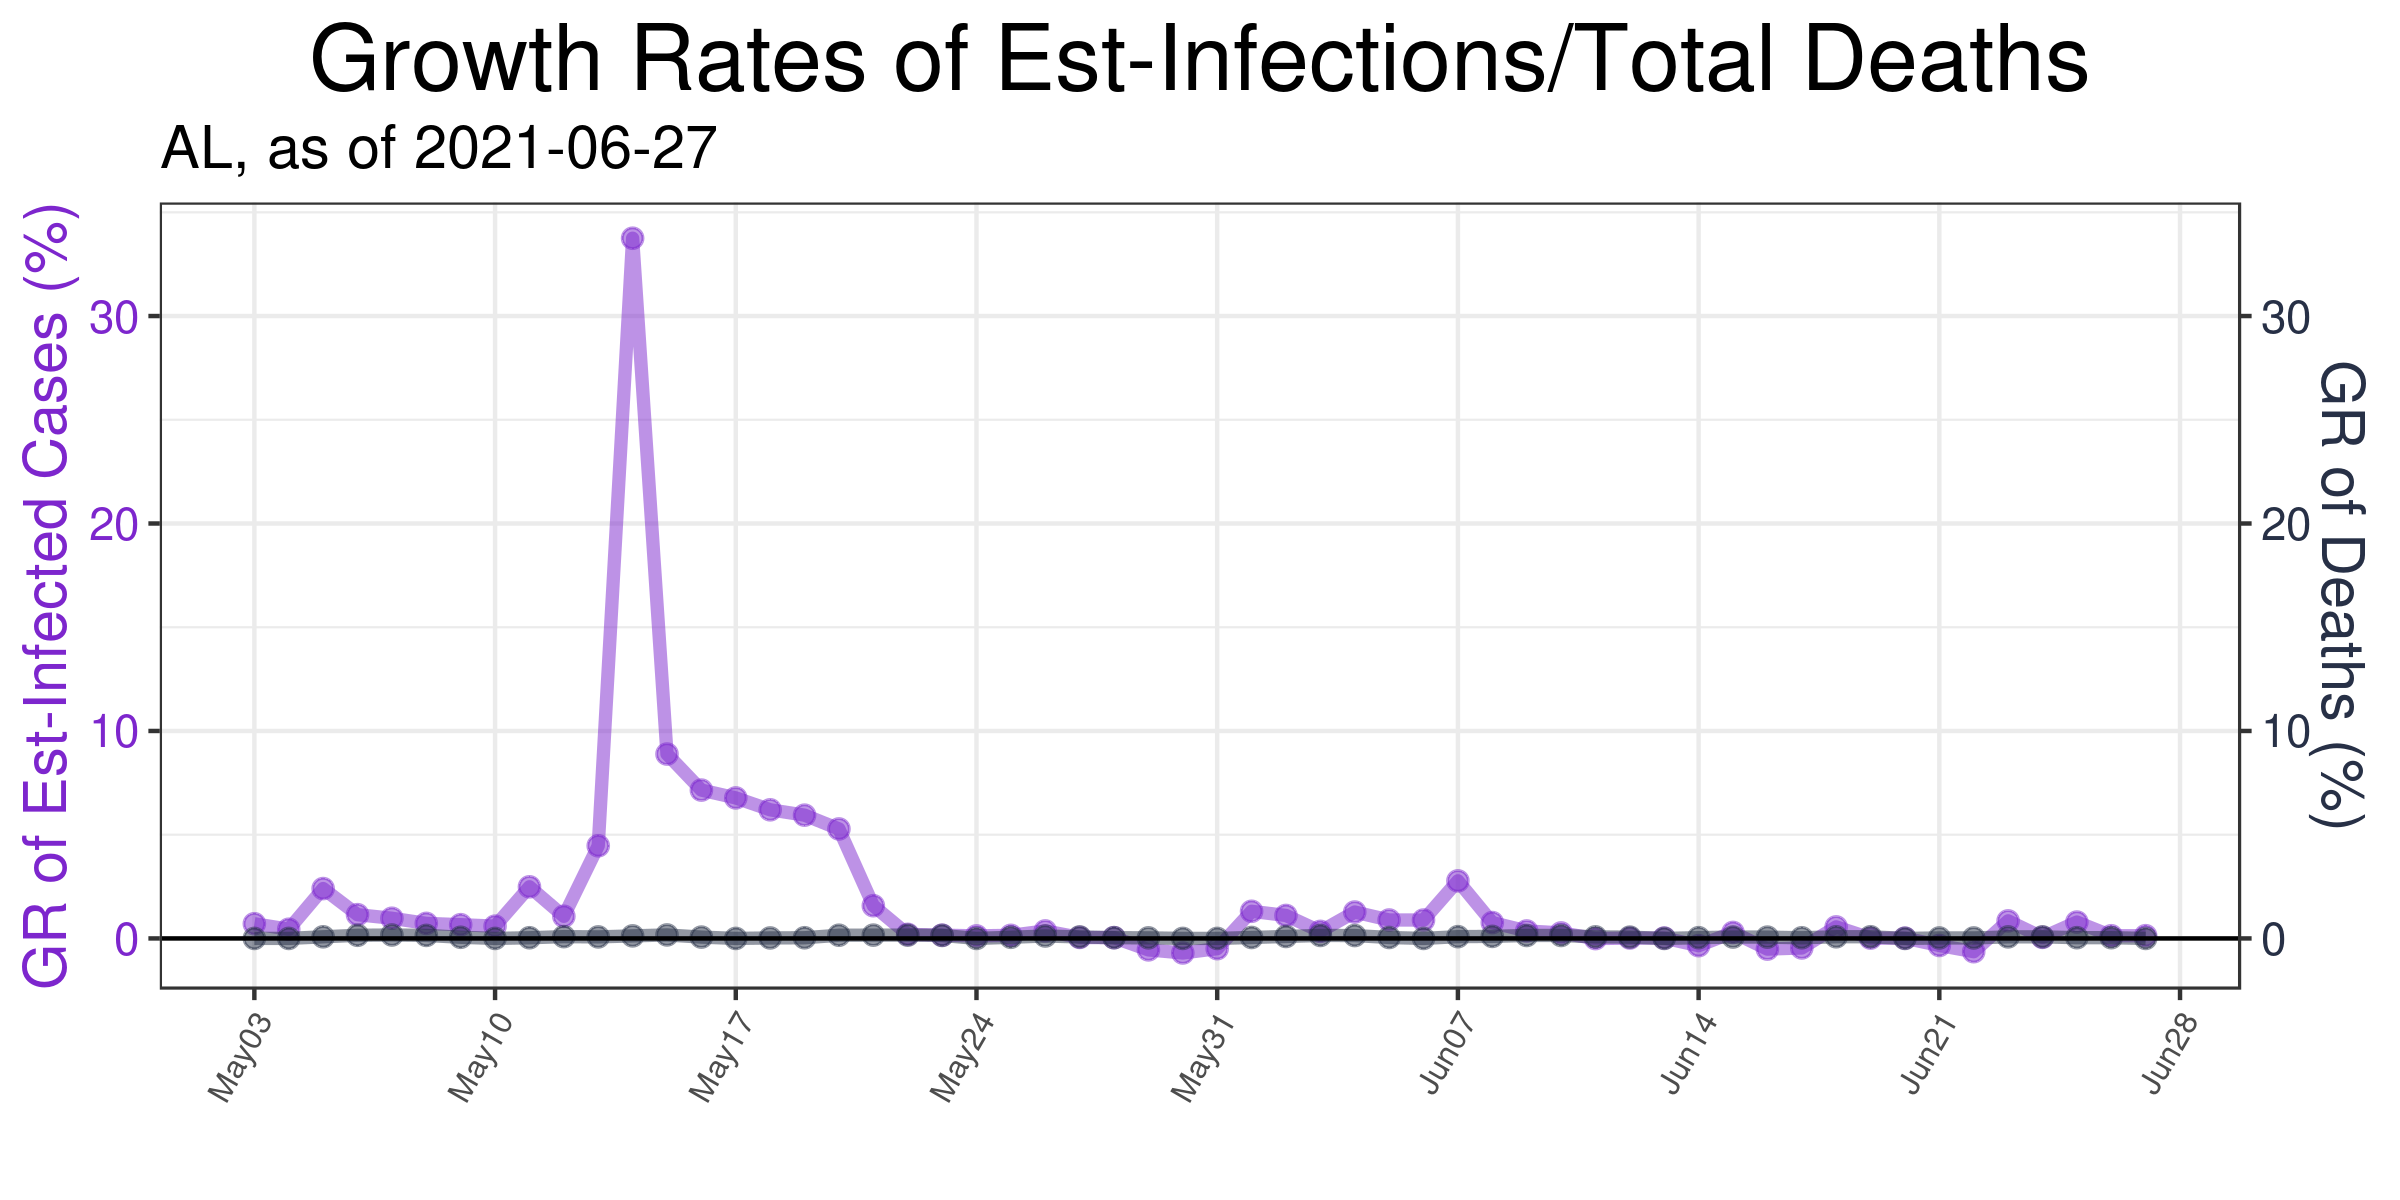 Growth Rates of Est-Infections/Total Deaths
AL, as of 2021-06-27
GR of Est-Infected Cases (%)
30
20
10
0
30
20
10
0
GR of Deaths (%)
May03
May10
May17
May24
May31
Jun07
Jun14
Jun21
Jun28